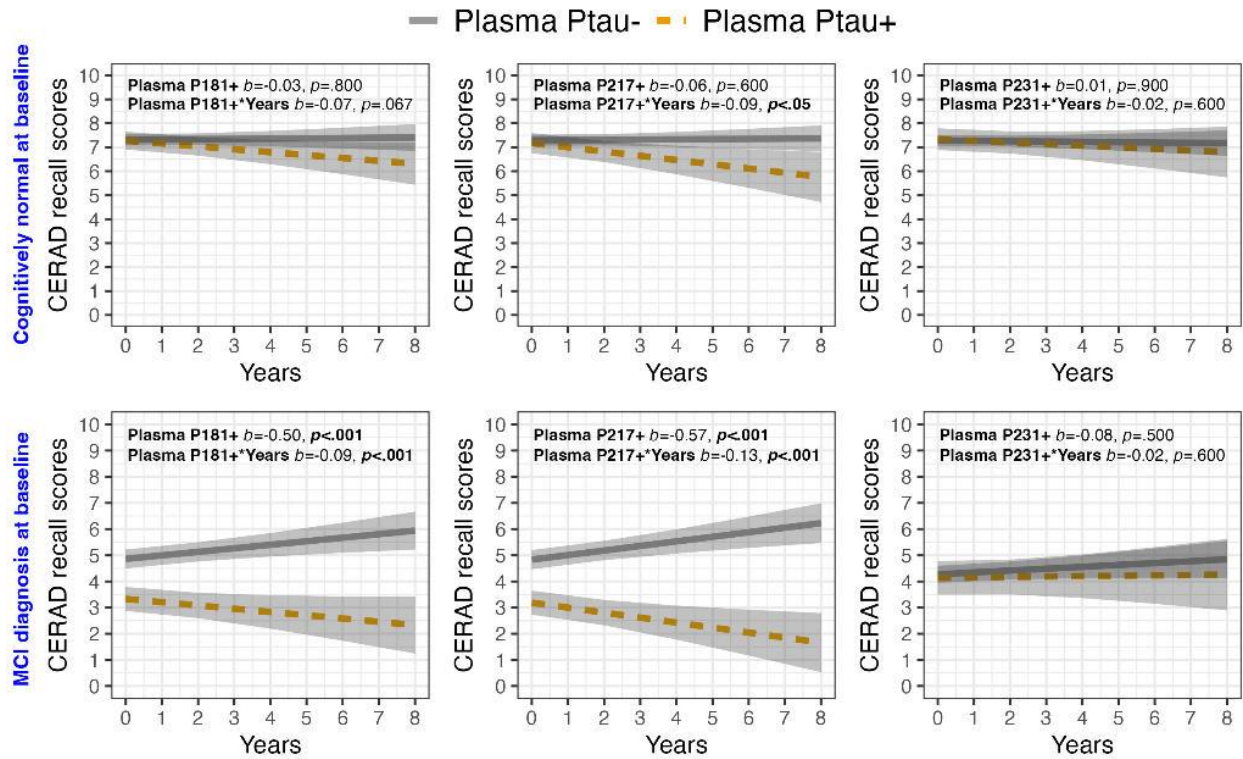 Plasma Ptau- Plasma Ptau+
Cognitively normal at baseline
CERAD recall scores
10
9
8
7
6
5
4
3
2
1
0
Plasma P181+ b=-0.03, p=.800
Plasma P181+*Years b=-0.07, p=.067
0 1 2 3 4 5 6 7 8
Years
CERAD recall scores
10
9
8
7
6
5
4
3
2
1
0
Plasma P217+ b=-0.06, p=.600
Plasma P217+*Years b=-0.09, p<.05
0 1 2 3 4 5 6 7 8
Years
CERAD recall scores
10
9
8
7
6
5
4
3
2
1
0
Plasma P231+ b=0.01, p=.900
Plasma P231+*Years b=-0.02, p=.600
0 1 2 3 4 5 6 7 8
Years
MCI diagnosis at baseline
CERAD recall scores
10
9
8
7
6
5
4
3
2
1
0
Plasma P181+ b=-0.50, p<.001
Plasma P181+*Years b=-0.09, p<.001
0 1 2 3 4 5 6 7 8
Years
CERAD recall scores
10
9
8
7
6
5
4
3
2
1
0
Plasma P217+ b=-0.57, p<.001
Plasma P217+*Years b=-0.13, p<.001
0 1 2 3 4 5 6 7 8
Years
CERAD recall scores
10
9
8
7
6
5
4
3
2
1
0
Plasma P231+ b=-0.08, p=.500
Plasma P231+*Years b=-0.02, p=.600
0 1 2 3 4 5 6 7 8
Years